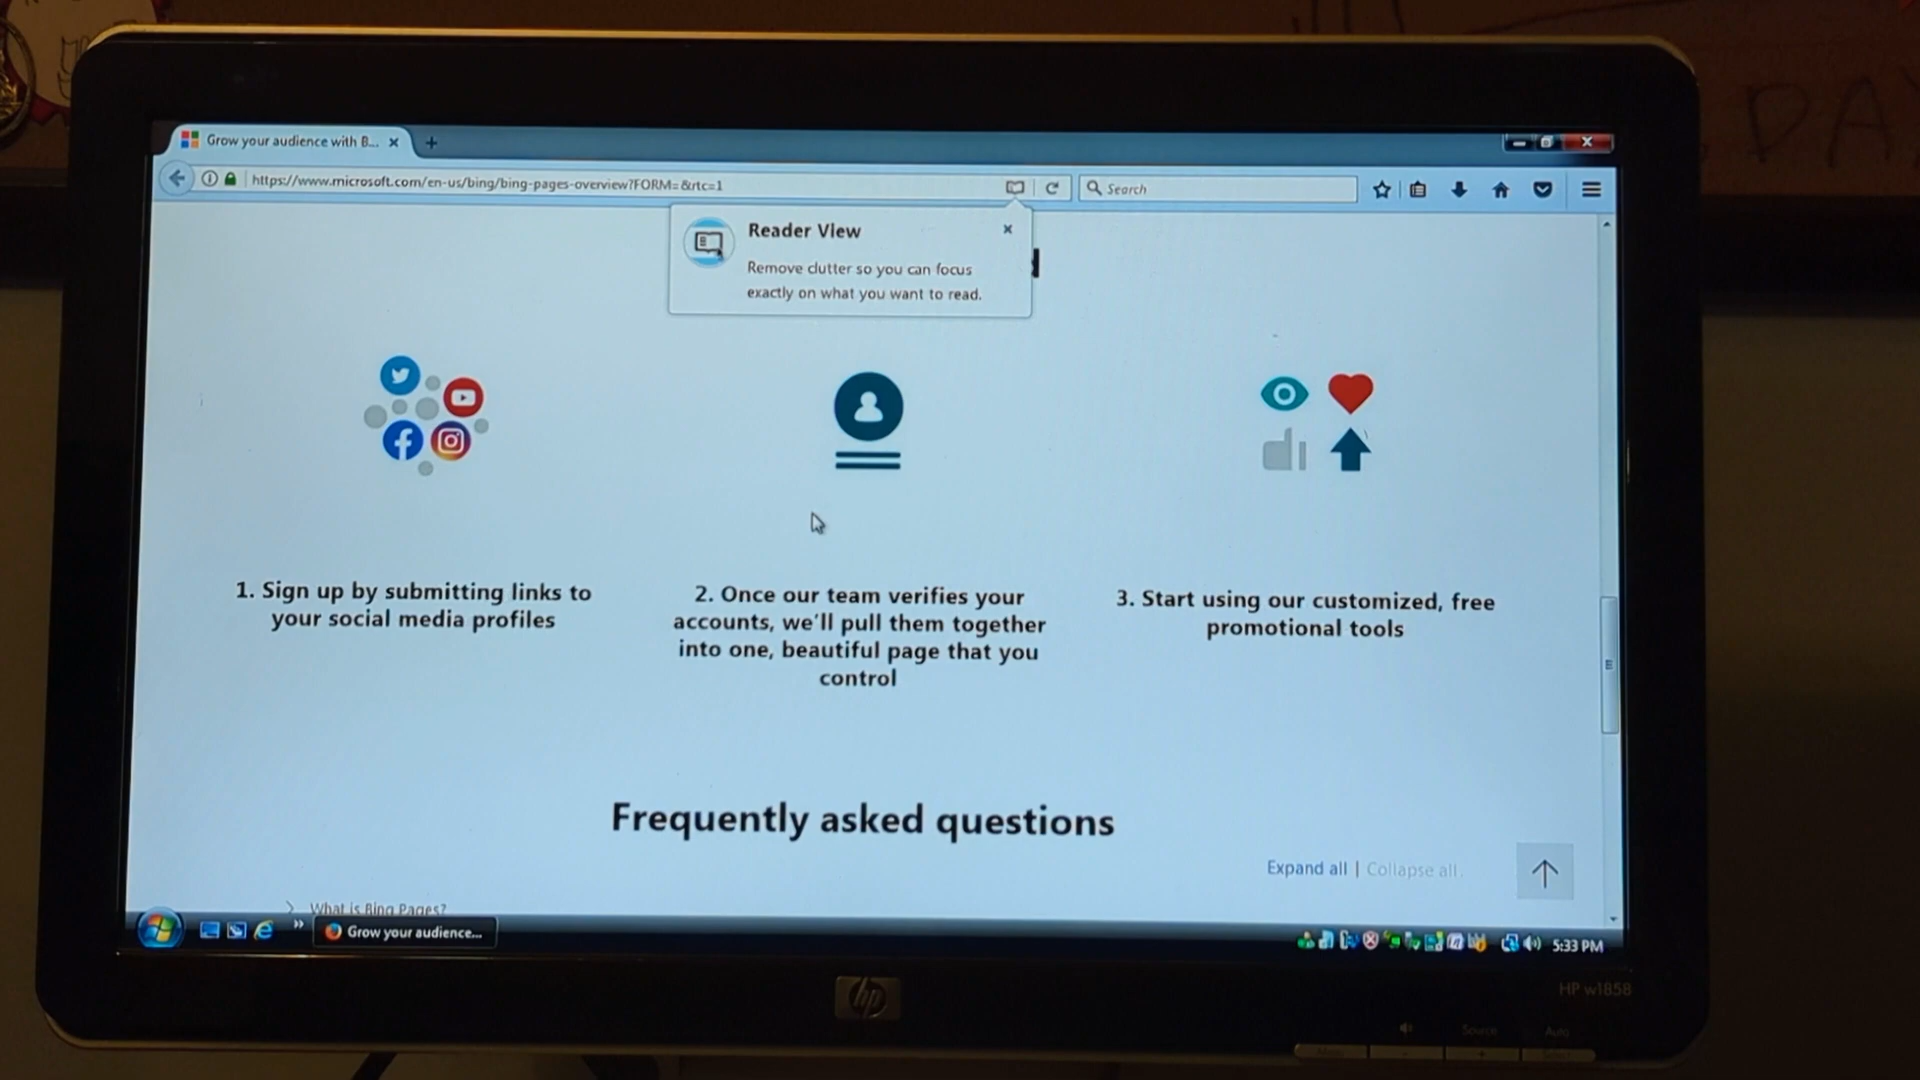 DA
Grow your audience with B...
https://www.microsoft.com/en-us/bing/bing-pages-overview?FORM=&rtc=1
Search
Reader View
Remove clutter so you can focus
exactly on what you want to read.
1. Sign up by submitting links to
your social media profiles
2. Once our team verifies your
accounts, we'll pull them together
into one, beautiful page that you
control
3. Start using our customized, free
promotional tools
Frequently asked questions
Expand all | Collapse all
What is Bing Pages?
Grow your audience...
5:33 PM
hp
HP w1858
Source
Auto